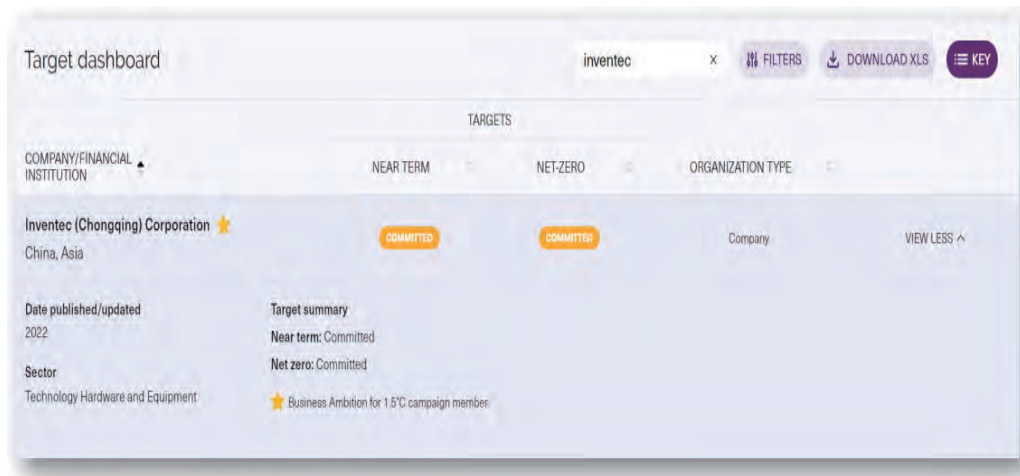 Target dashboard
inventec x FILTERS DOWNLOAD XLS KEY
TARGETS
COMPANY/FINANCIAL
INSTITUTION
NEAR TERM NET-ZERO ORGANIZATION TYPE
Inventec (Chongqing) Corporation
China, Asia
COMMITTED COMMITTED Company VIEW LESS
Date published/updated
2022
Sector
Technology Hardware and Equipment
Target summary
Near term: Committed
Net zero: Committed
Business Ambition for 1.5°C campaign member